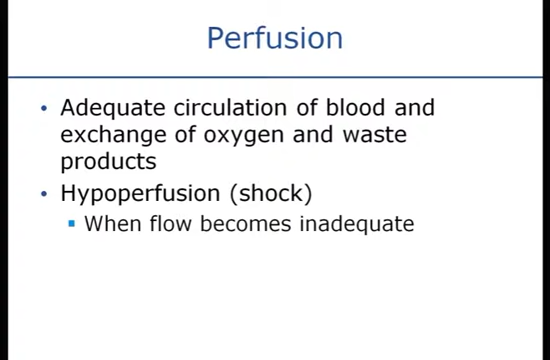 Perfusion
• Adequate circulation of blood and
exchange of oxygen and waste
products
• Hypoperfusion (shock)
▪ When flow becomes inadequate